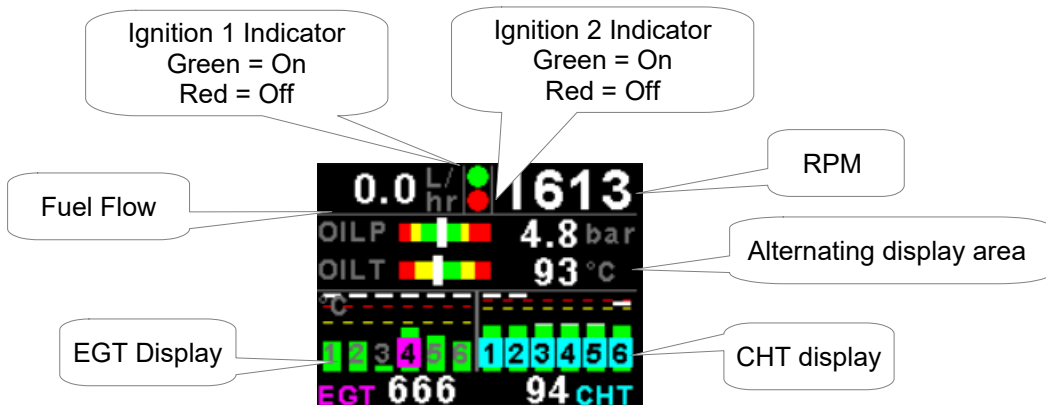 Ignition 1 Indicator
Green = On
Red = Off
Ignition 2 Indicator
Green = On
Red = Off
RPM
Fuel Flow
0.0 L/hr 1613
OILP 4.8 bar
Alternating display area
OILT 93 °C
°C
EGT Display
1 2 3 4 5 6 1 2 3 4 5 6
CHT display
EGT 666 94 CHT